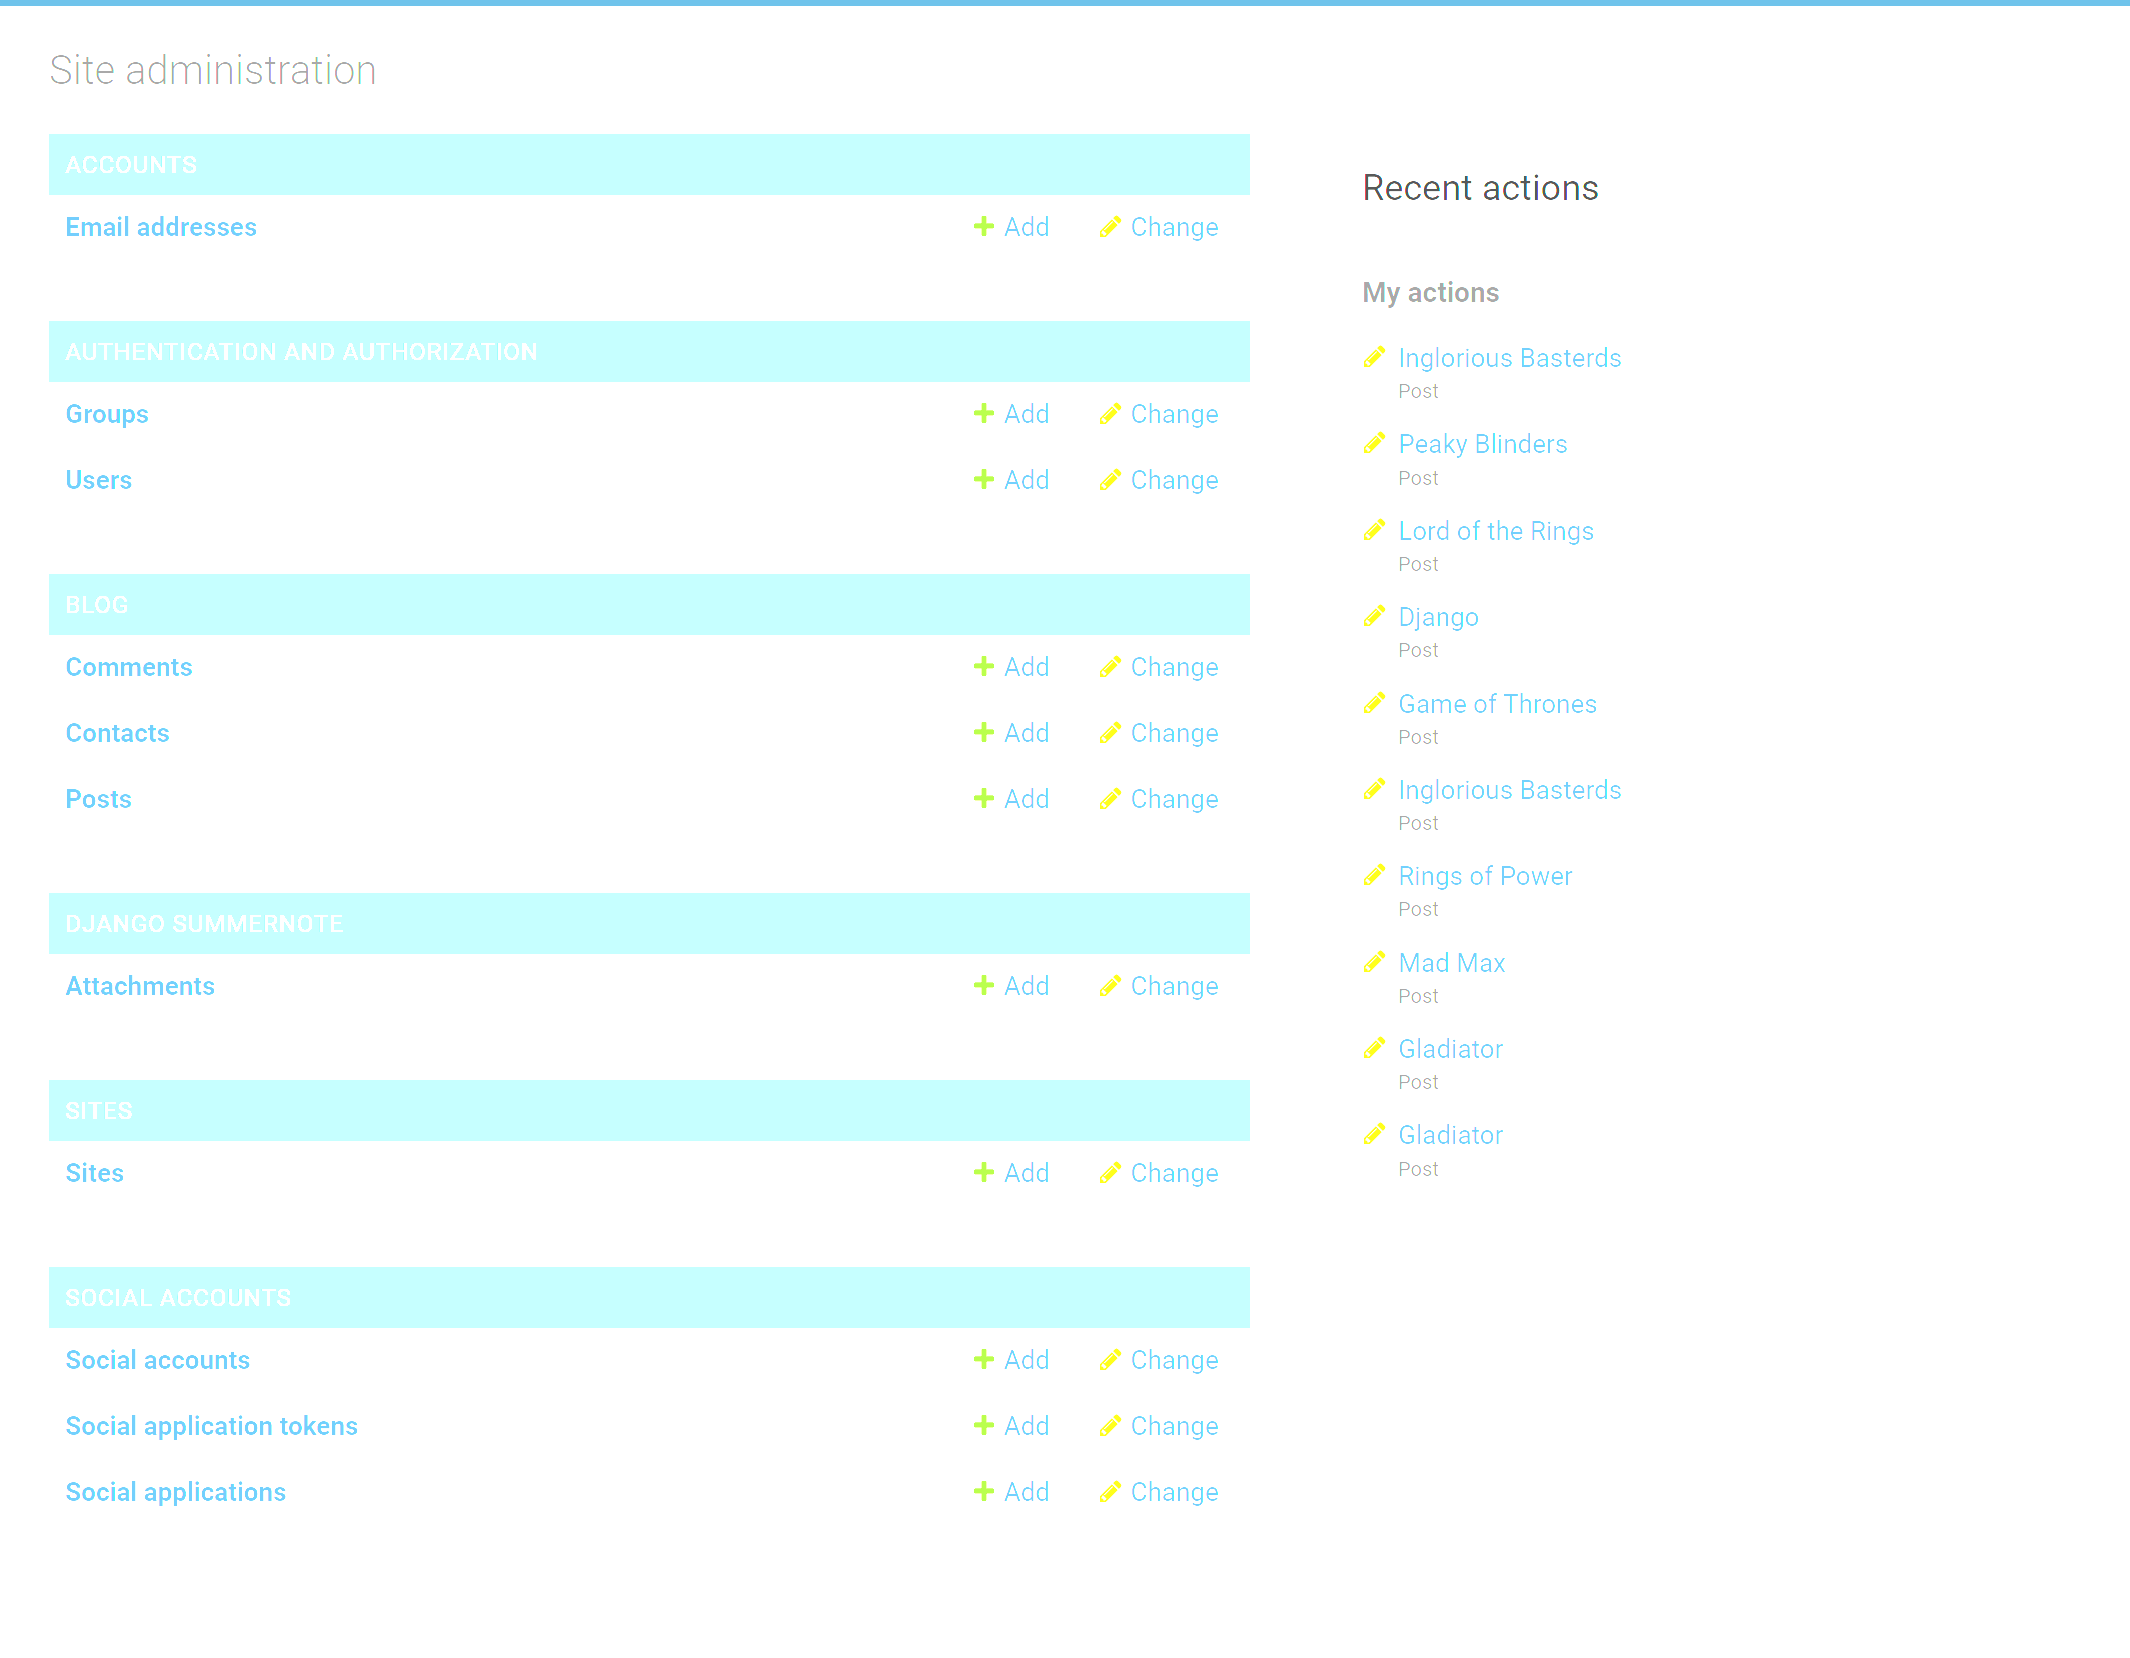 Site administration
ACCOUNTS
Email addresses Add Change
AUTHENTICATION AND AUTHORIZATION
Groups Add Change
Users Add Change
BLOG
Comments Add Change
Contacts Add Change
Posts Add Change
DJANGO SUMMERNOTE
Attachments Add Change
SITES
Sites Add Change
SOCIAL ACCOUNTS
Social accounts Add Change
Social application tokens Add Change
Social applications Add Change
Recent actions
My actions
Inglorious Basterds
Post
Peaky Blinders
Post
Lord of the Rings
Post
Django
Post
Game of Thrones
Post
Inglorious Basterds
Post
Rings of Power
Post
Mad Max
Post
Gladiator
Post
Gladiator
Post